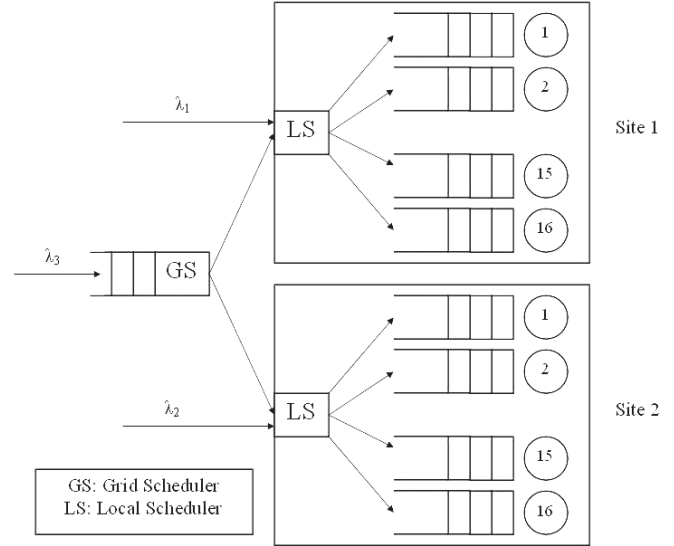 1
λ1
2
LS
Site 1
15
16
λ3
GS
1
2
λ2
LS
Site 2
15
GS: Grid Scheduler
LS: Local Scheduler
16